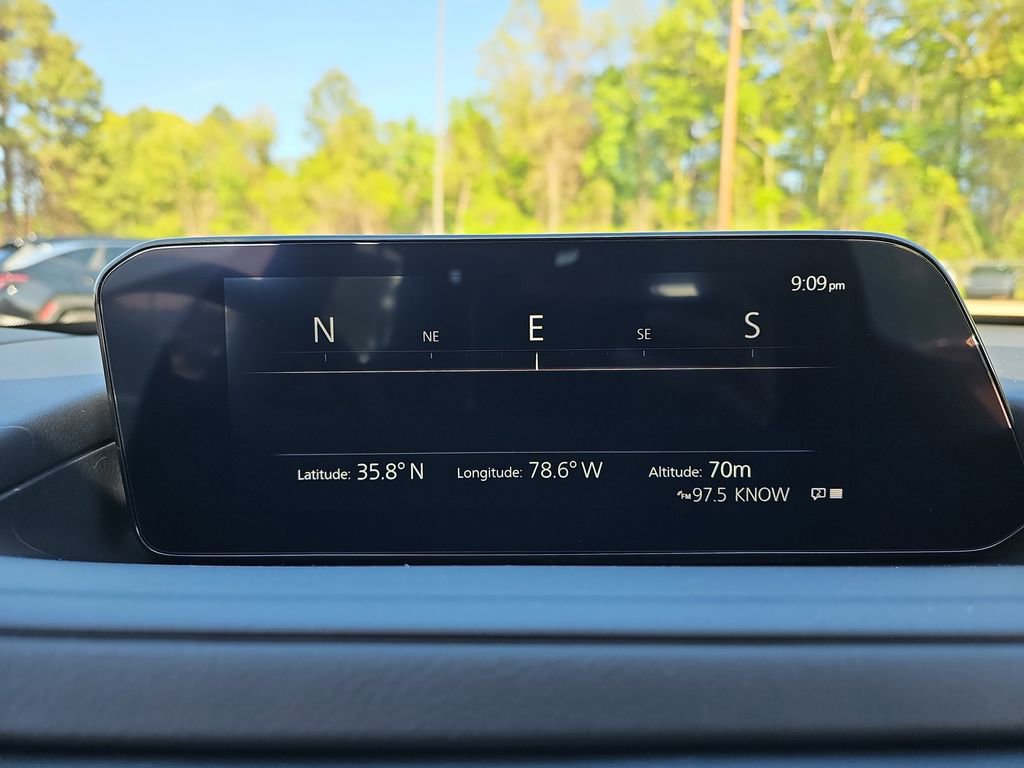 9:09pm
N NE E SE S
Latitude: 35.8° N Longitude: 78.6° W Altitude: 70m
FM 97.5 KNOW